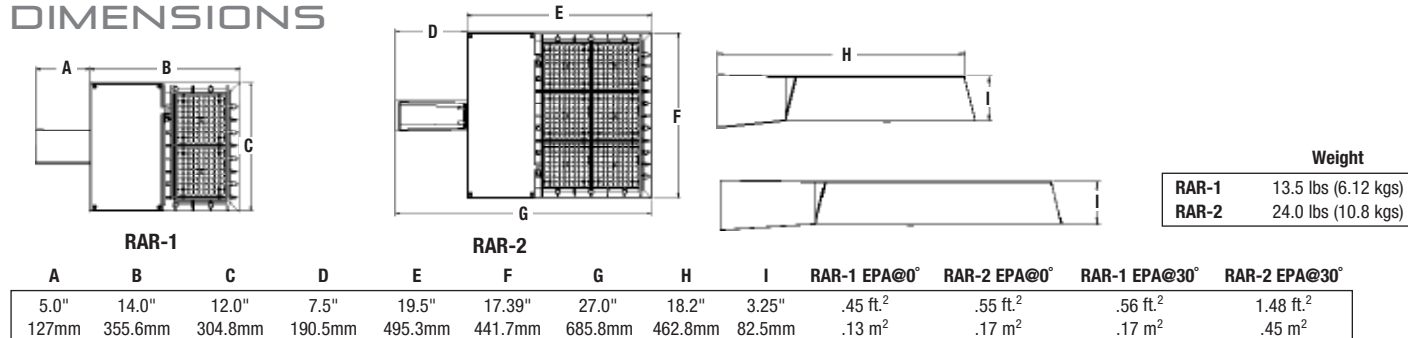 DIMENSIONS
A
B
C
RAR-1
D
E
F
G
RAR-2
H
I
I
Weight
RAR-1 13.5 lbs (6.12 kgs)
RAR-2 24.0 lbs (10.8 kgs)
A B C D E F G H I RAR-1 EPA@0° RAR-2 EPA@0° RAR-1 EPA@30° RAR-2 EPA@30°
5.0" 14.0" 12.0" 7.5" 19.5" 17.39" 27.0" 18.2" 3.25" .45 ft.² .55 ft.² .56 ft.² 1.48 ft.²
127mm 355.6mm 304.8mm 190.5mm 495.3mm 441.7mm 685.8mm 462.8mm 82.5mm .13 m² .17 m² .17 m² .45 m²